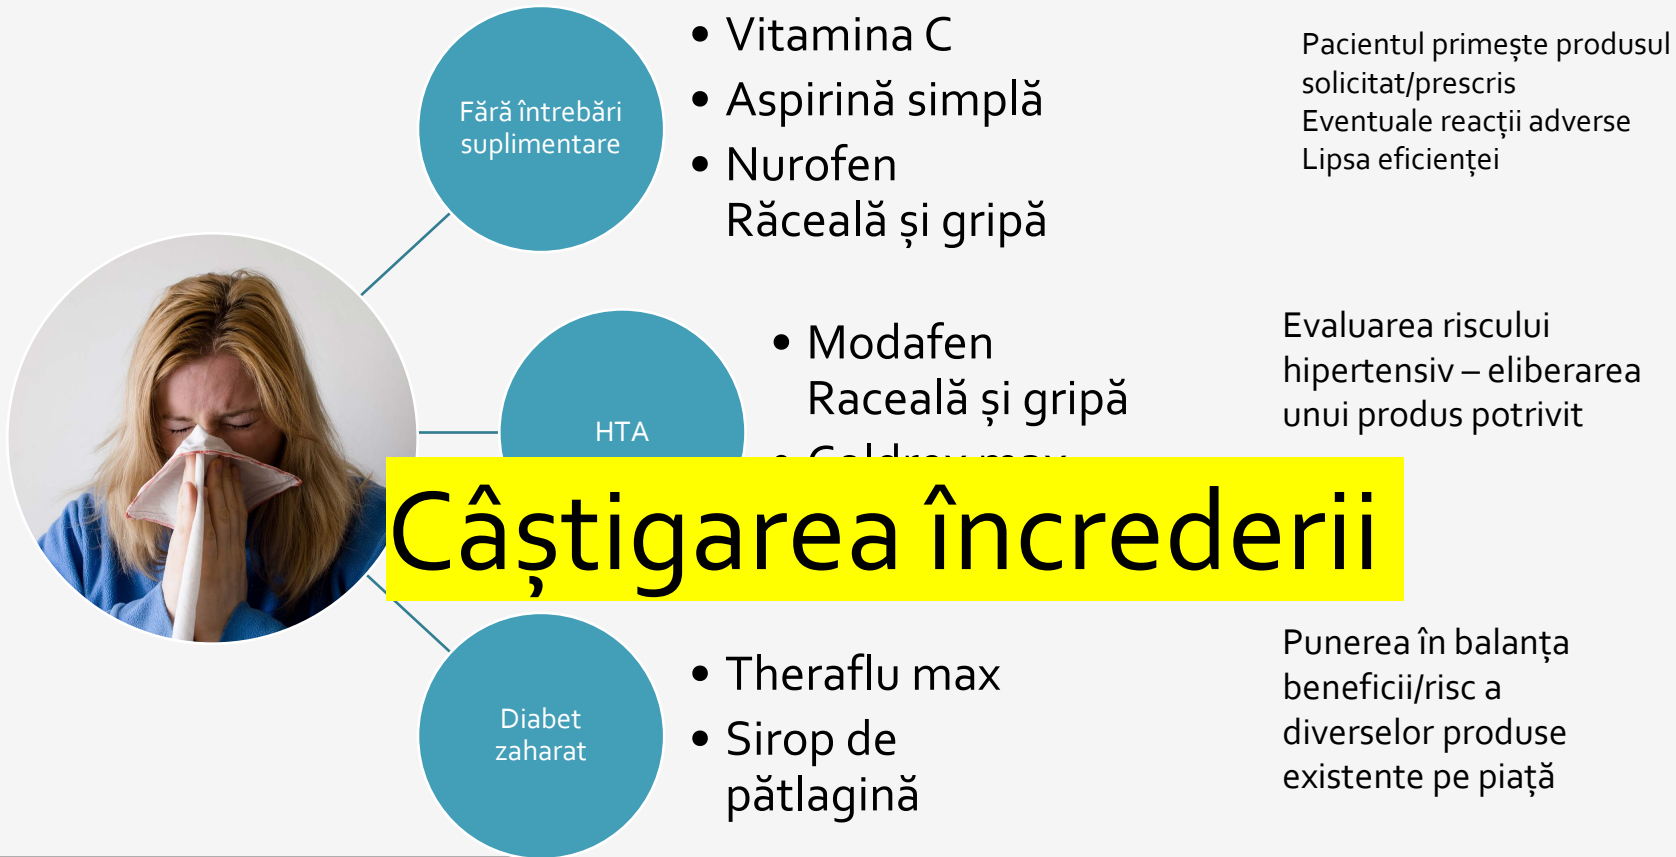 Fără întrebări
suplimentare
• Vitamina C
• Aspirină simplă
• Nurofen
Răceală și gripă
Pacientul primește produsul
solicitat/prescris
Eventuale reacții adverse
Lipsa eficienței
HTA
• Modafen
Raceală și gripă
Evaluarea riscului
hipertensiv – eliberarea
unui produs potrivit
Câștigarea încrederii
Diabet
zaharat
• Theraflu max
• Sirop de
pătlagină
Punerea în balanța
beneficii/risc a
diverselor produse
existente pe piață